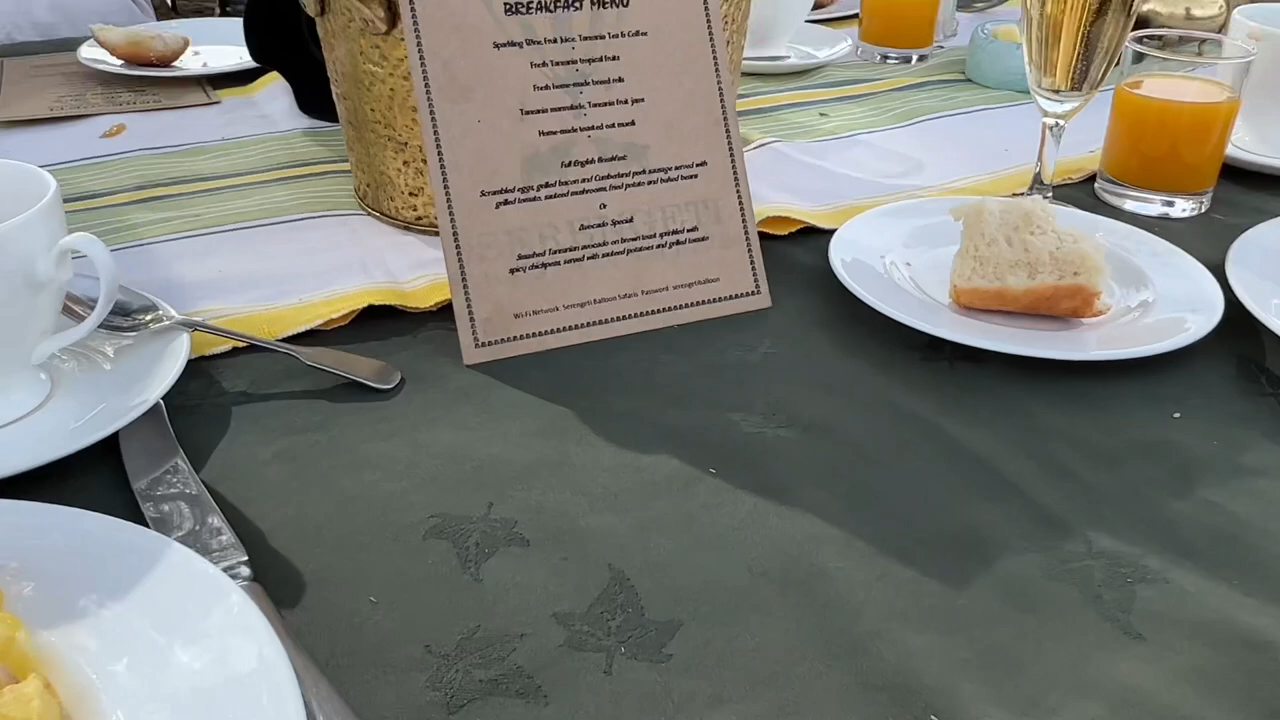 BREAKFAST MENU
Sparkling Wine, Fruit Juice, Tanzania Tea & Coffee
Fresh Tanzania tropical fruits
Fresh home-made bread rolls
Tanzania marmalade, Tanzania fruit jams
Home-made toasted oat muesli
Full English Breakfast:
Scrambled eggs, grilled bacon and Cumberland pork sausage served with
grilled tomato, sauteed mushrooms, fried potato and baked beans
Or
Avocado Special:
Smashed Tanzanian avocado on brown toast sprinkled with
spicy chickpeas, served with sauteed potatoes and grilled tomato
Wi-Fi Network: Serengeti Balloon Safaris Password: serengetiballoon